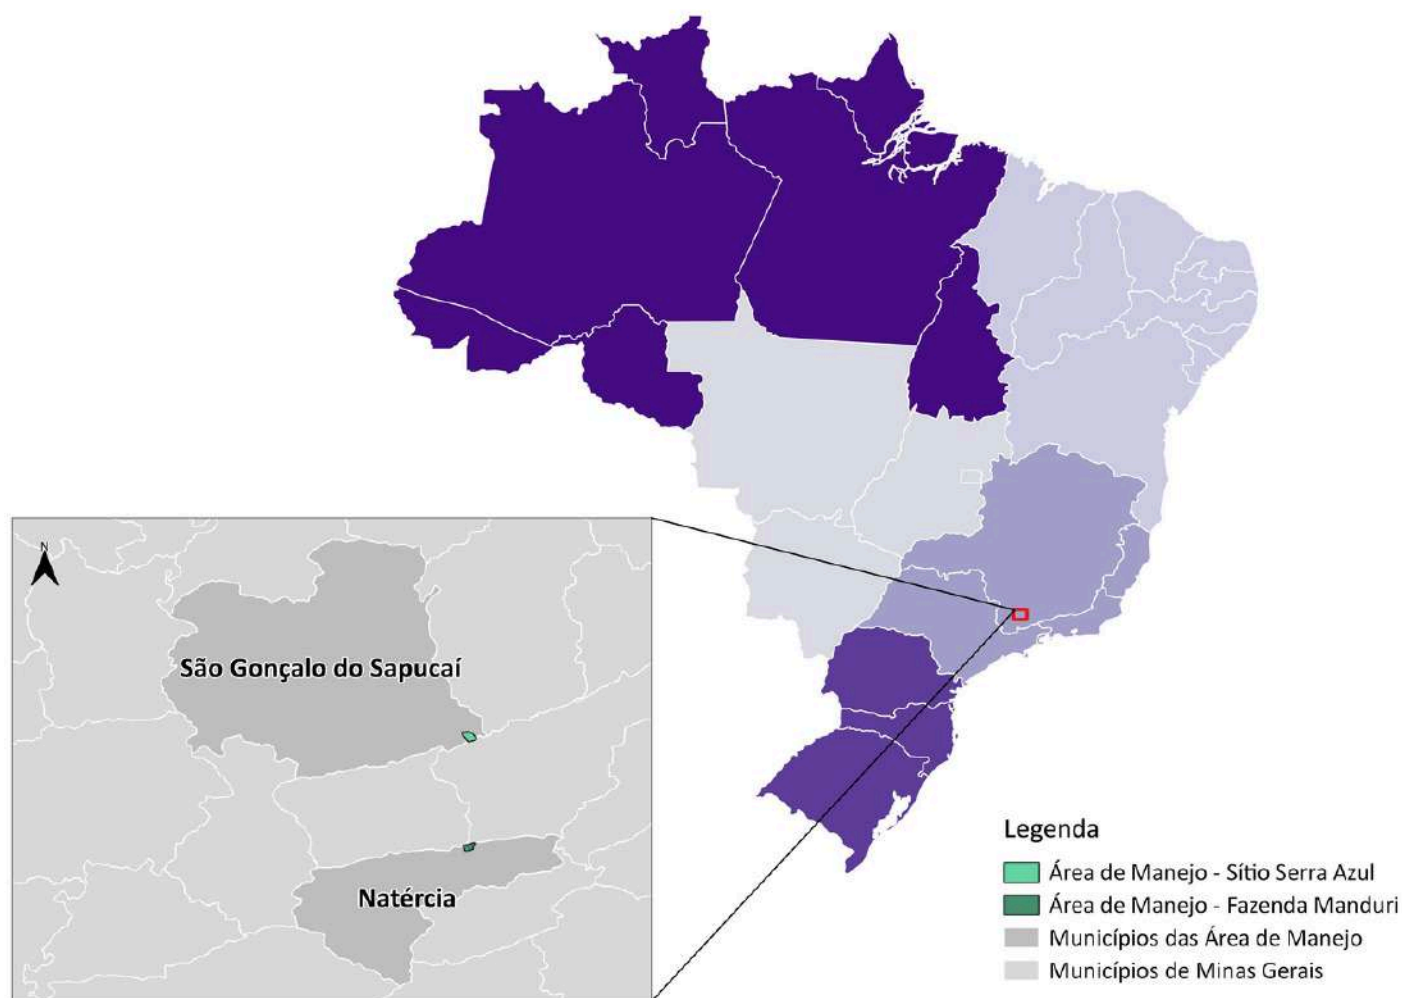 N
São Gonçalo do Sapucaí
Natércia
Legenda
Área de Manejo - Sítio Serra Azul
Área de Manejo - Fazenda Manduri
Municípios das Área de Manejo
Municípios de Minas Gerais